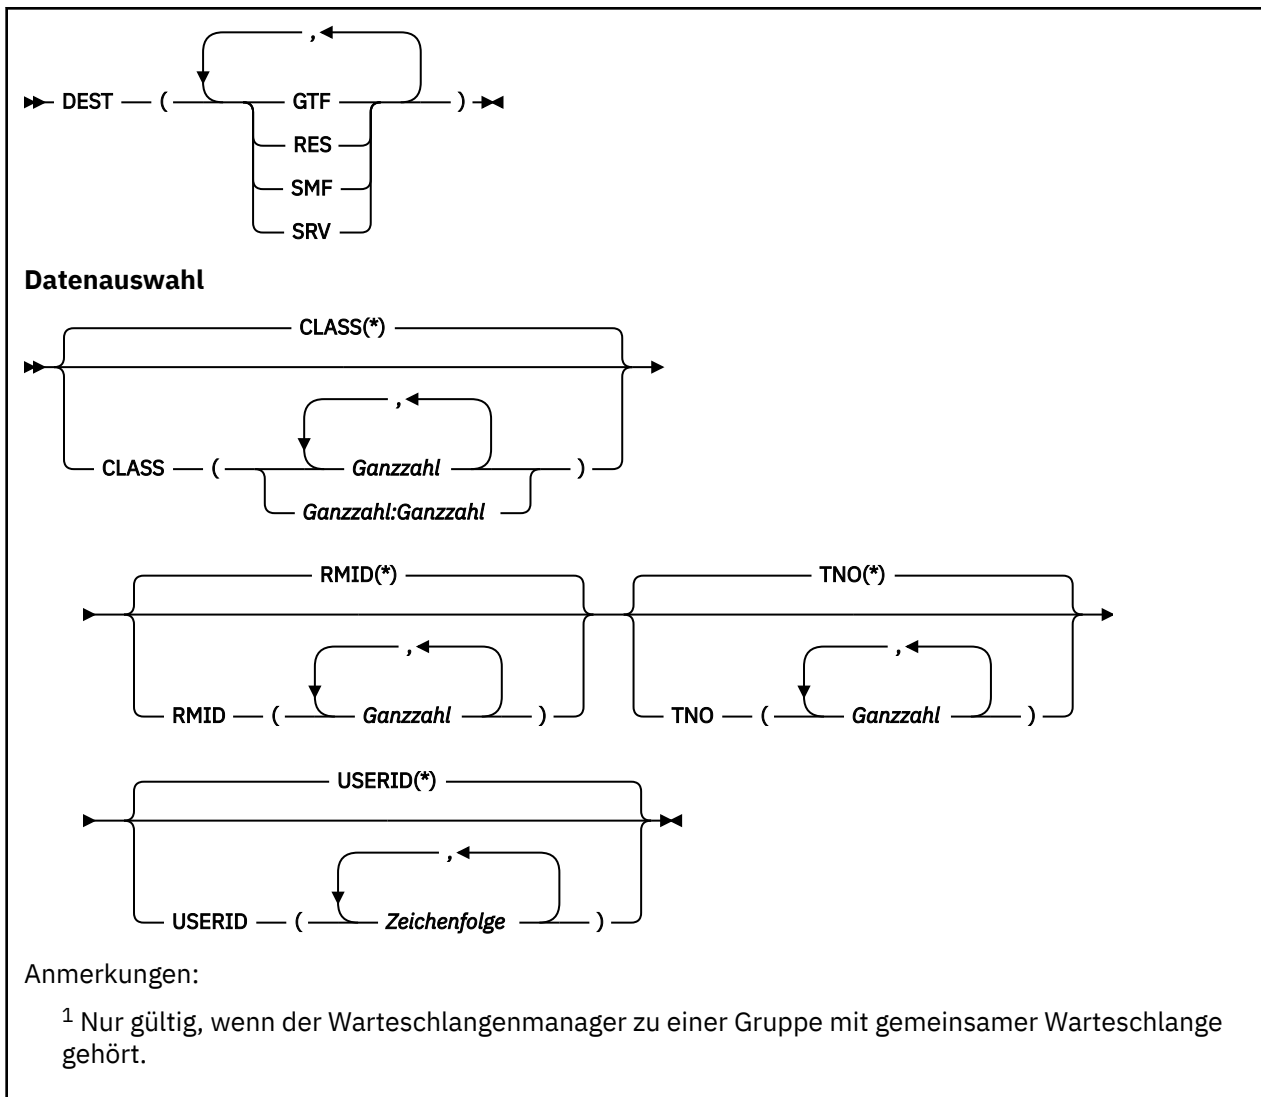 ,
DEST ( GTF )
RES
SMF
SRV
Datenauswahl
CLASS(*)
,
CLASS ( Ganzzahl )
Ganzzahl:Ganzzahl
RMID(*) TNO(*)
, ,
RMID ( Ganzzahl ) TNO ( Ganzzahl )
USERID(*)
,
USERID ( Zeichenfolge )
Anmerkungen:
1 Nur gültig, wenn der Warteschlangenmanager zu einer Gruppe mit gemeinsamer Warteschlange
gehört.